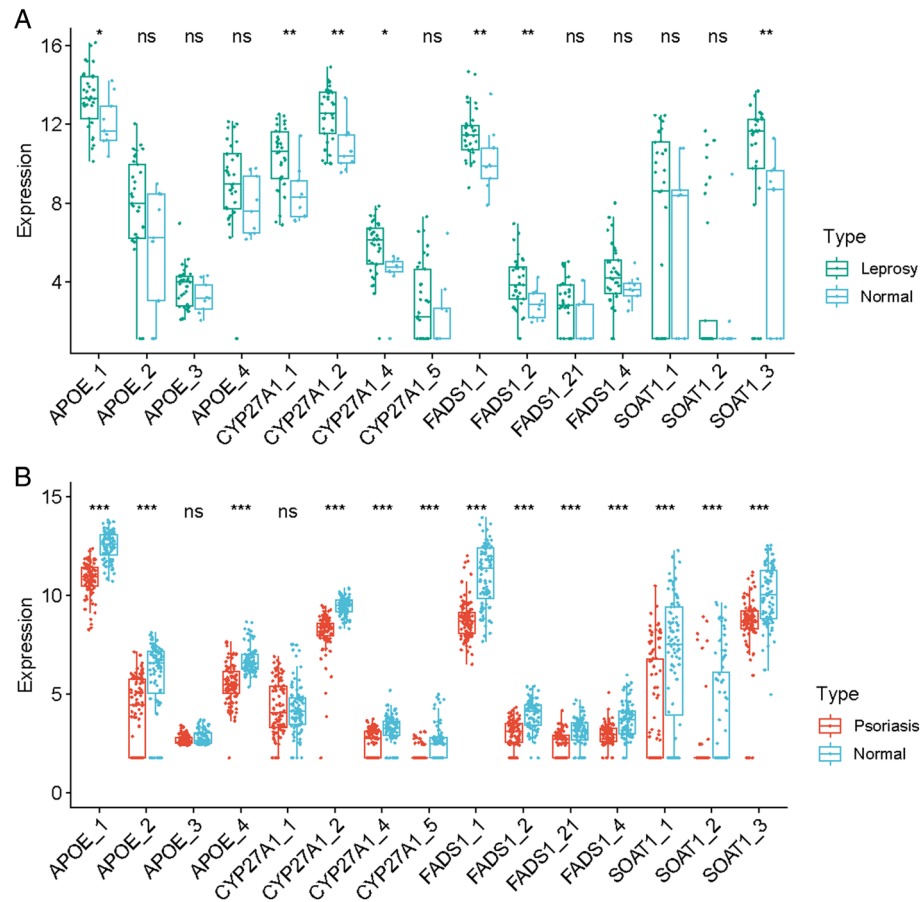 A
* ns ns ns ** ** * ns ** ** ns ns ns ns **
16
12
8
4
Expression
Type
Leprosy
Normal
APOE_1 APOE_2 APOE_3 APOE_4 CYP27A1_1 CYP27A1_2 CYP27A1_4 CYP27A1_5 FADS1_1 FADS1_2 FADS1_21 FADS1_4 SOAT1_1 SOAT1_2 SOAT1_3
B
*** *** ns *** ns *** *** *** *** *** *** *** *** *** ***
15
10
5
0
Expression
Type
Psoriasis
Normal
APOE_1 APOE_2 APOE_3 APOE_4 CYP27A1_1 CYP27A1_2 CYP27A1_4 CYP27A1_5 FADS1_1 FADS1_2 FADS1_21 FADS1_4 SOAT1_1 SOAT1_2 SOAT1_3